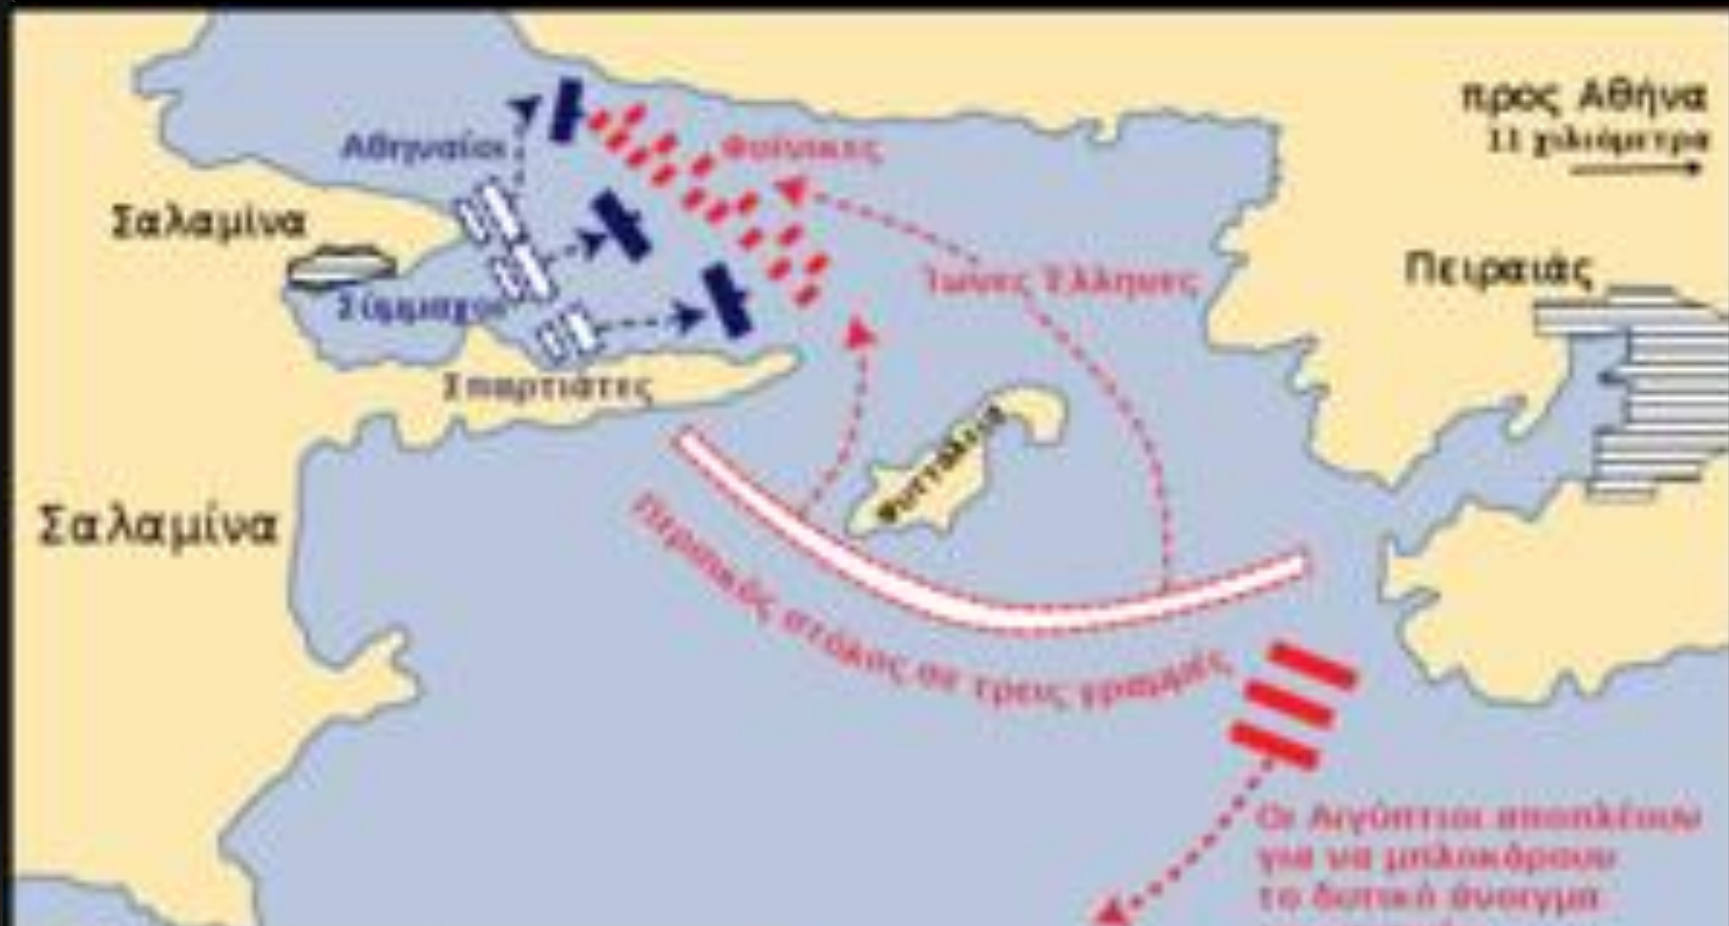 προς Αθήνα
11 χιλιόμετρα
Αθηναίοι
Φοίνικες
Σαλαμίνα
Ίωνες Έλληνες
Πειραιάς
Σύμμαχοι
Σπαρτιάτες
Ψυττάλεια
Σαλαμίνα
Περσικός στόλος σε τρεις γραμμές
Οι Αιγύπτιοι αποπλέουν
για να μπλοκάρουν
το δυτικό άνοιγμα